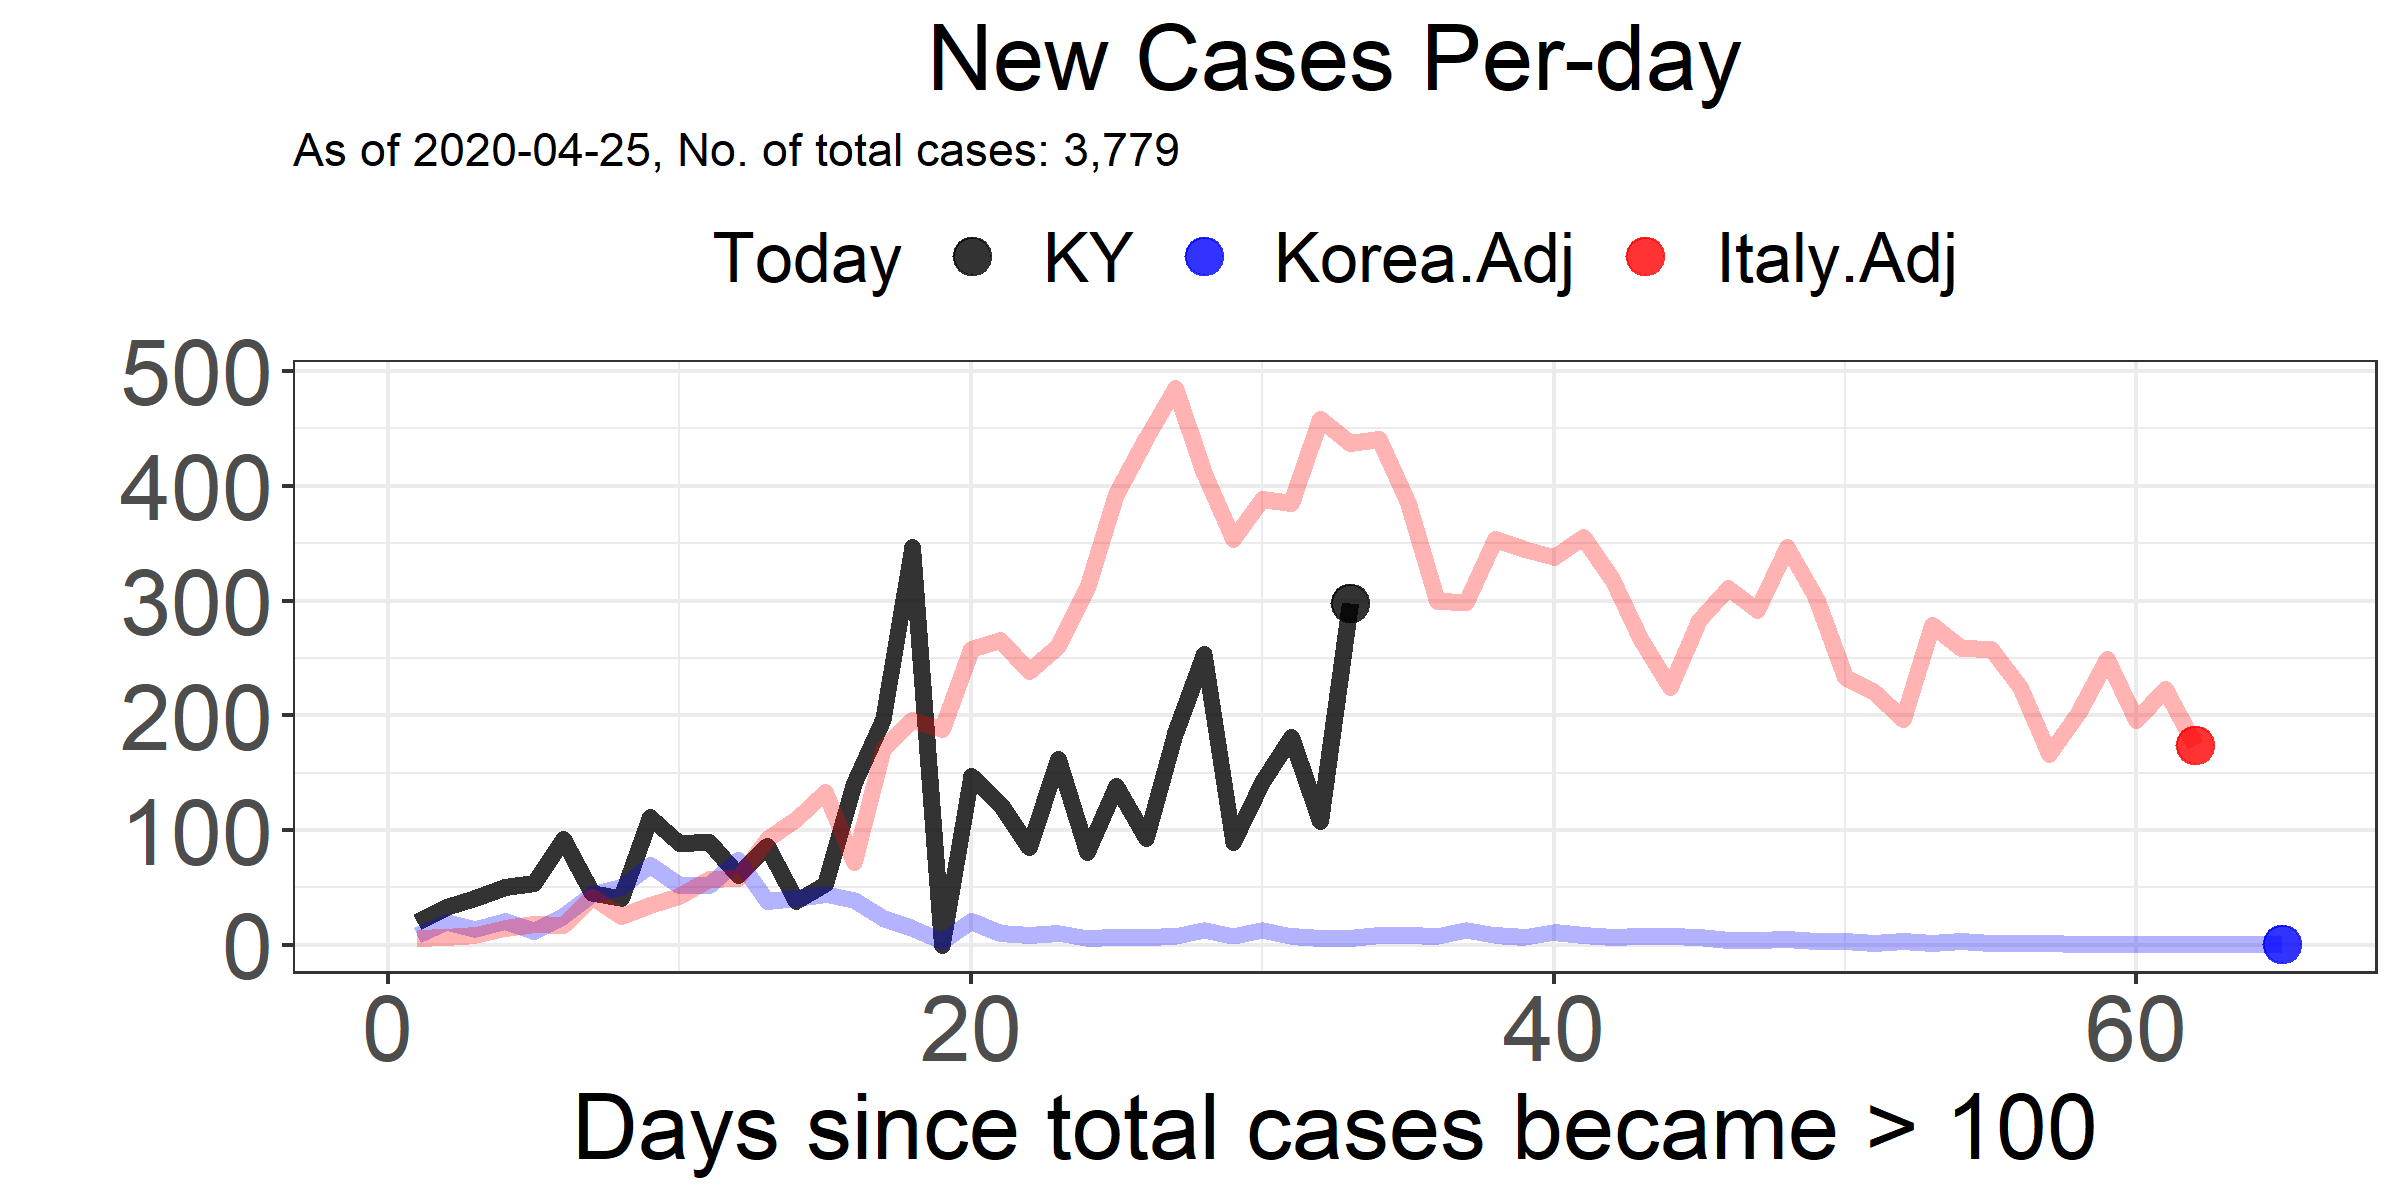 New Cases Per-day
As of 2020-04-25, No. of total cases: 3,779
Today KY Korea.Adj Italy.Adj
500
400
300
200
100
0
0 20 40 60
Days since total cases became > 100